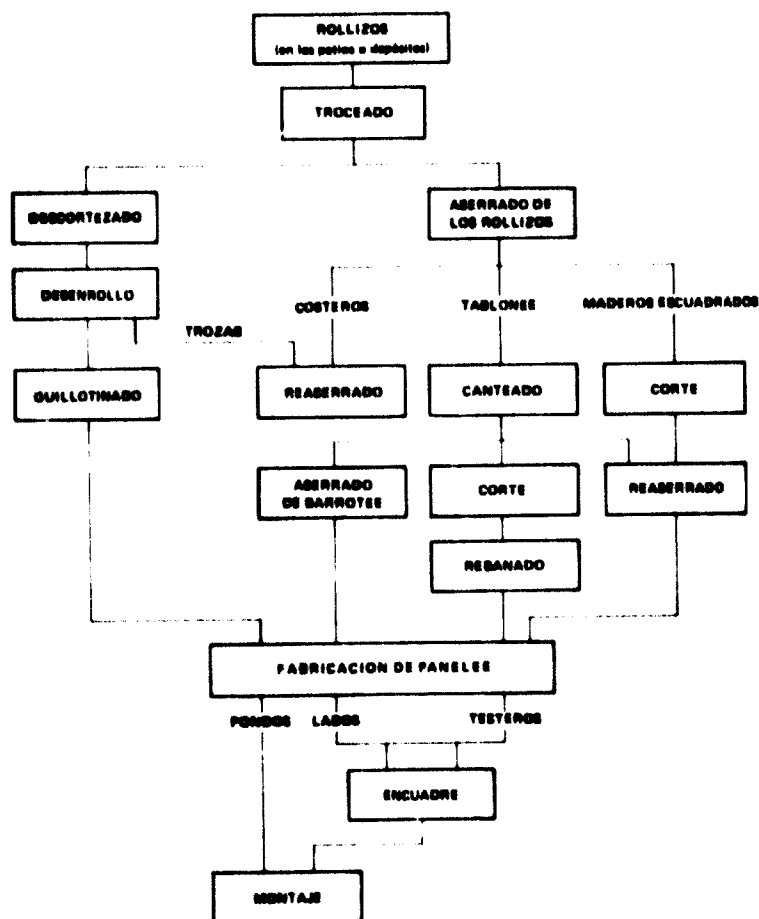 ROLLIZOS
(en los patios o depósitos)
TROCEADO
DESCORTEZADO
ASERRADO DE
LOS ROLLIZOS
DESENROLLO
COSTEROS
TABLONES
MADEROS ESCUADRADOS
TROZAS
GUILLOTINADO
REASERRADO
CANTEADO
CORTE
ASERRADO
DE BARROTES
CORTE
REASERRADO
REBANADO
FABRICACION DE PANELES
FONDOS
LADOS
TESTEROS
ENCUADRE
MONTAJE